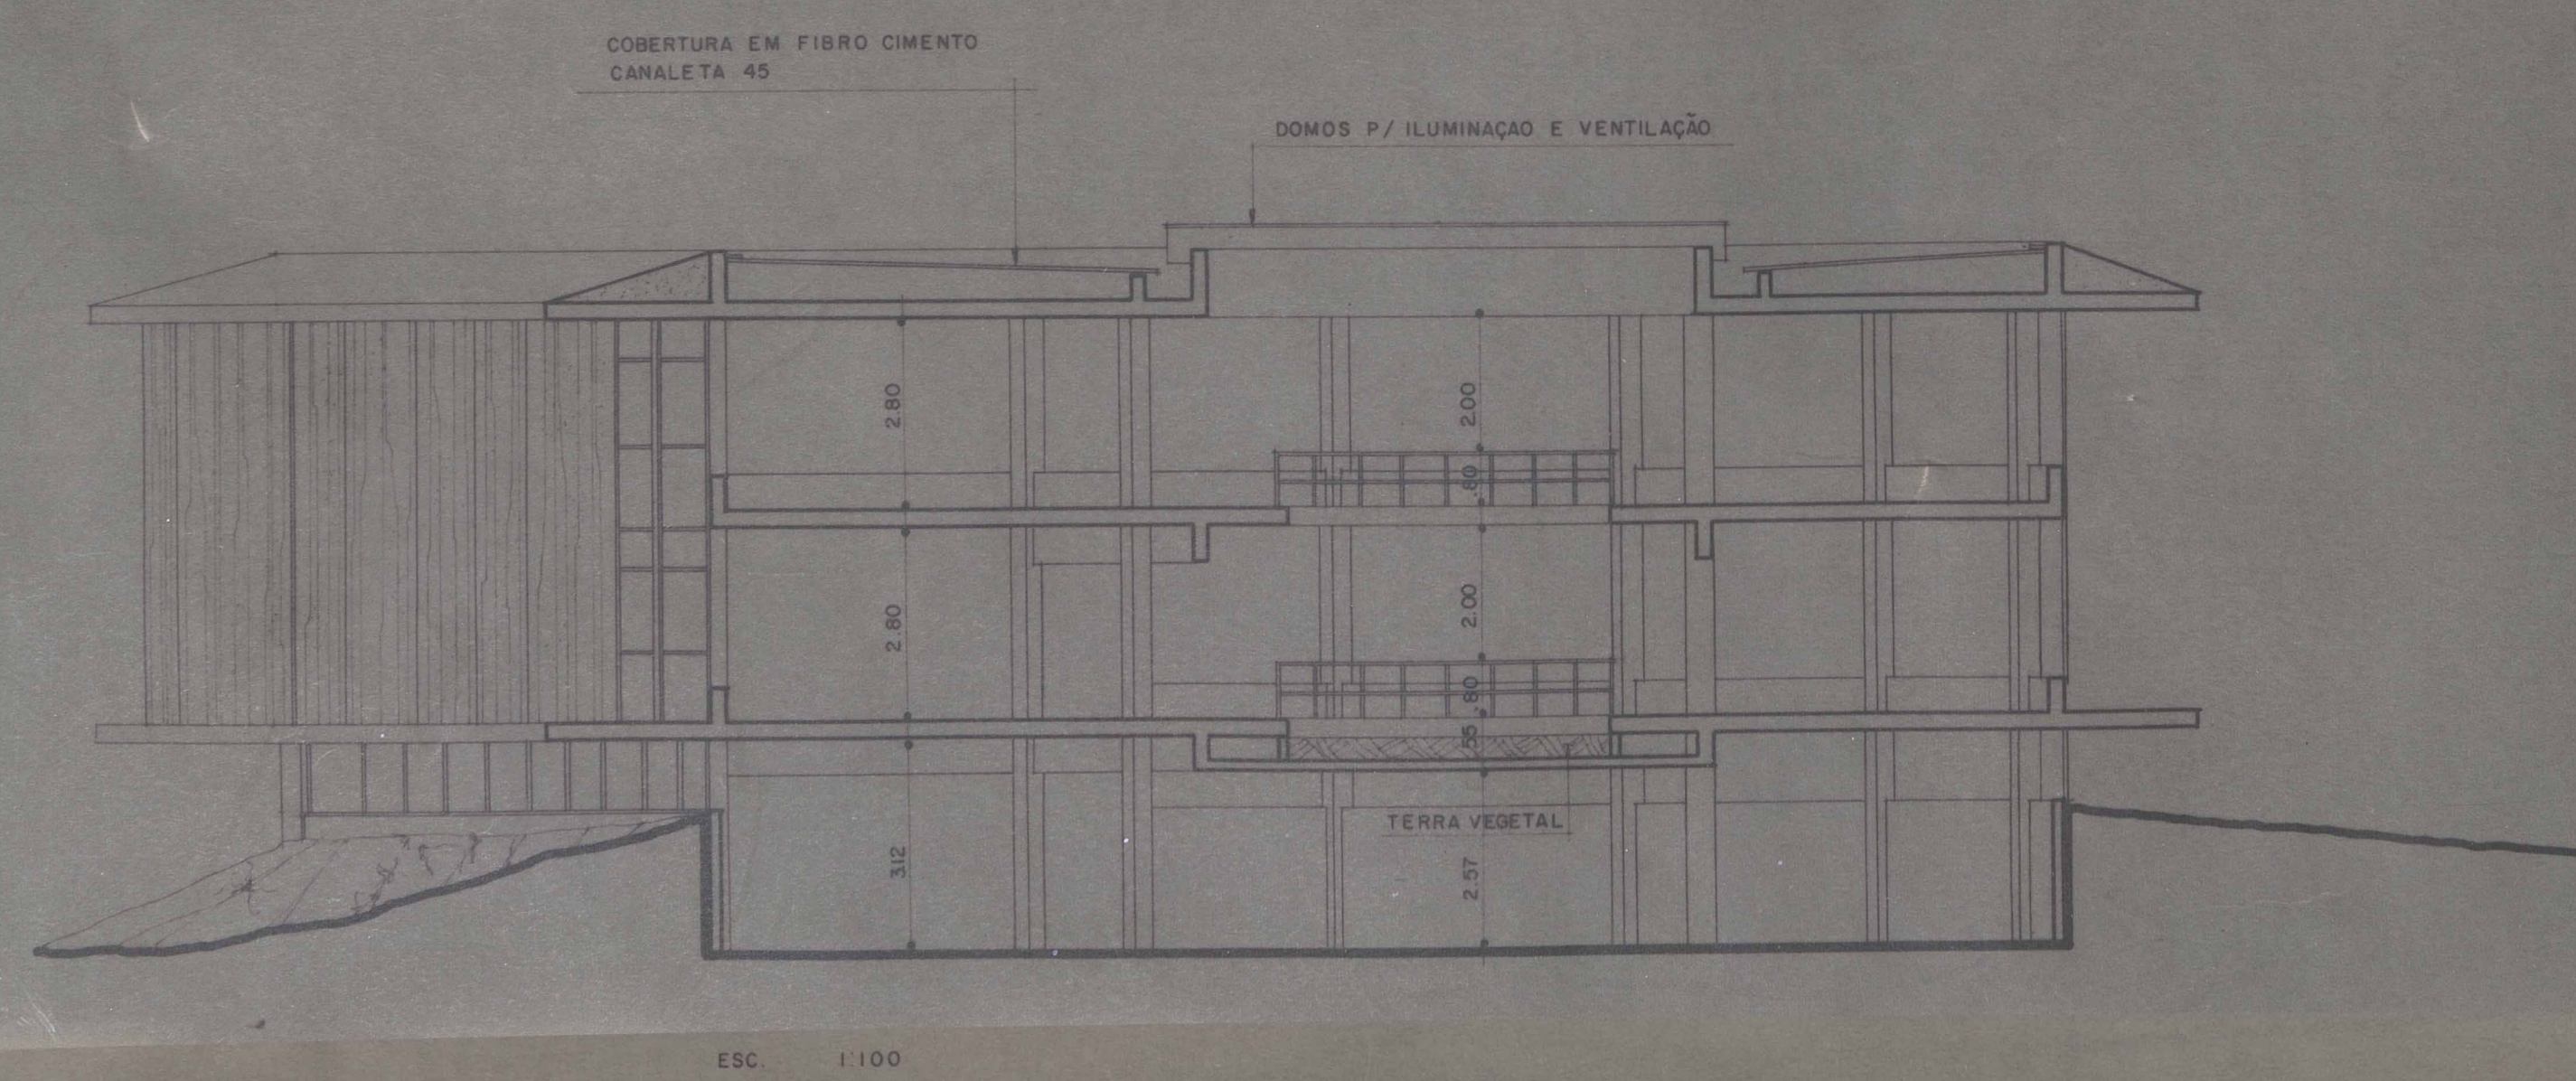 COBERTURA EM FIBRO CIMENTO
CANALETA 45
DOMOS P/ ILUMINAÇAO E VENTILAÇÃO
2.80
2.00
.80
2.80
2.00
.80
55
TERRA VEGETAL
3.12
2.57
ESC. 1:100